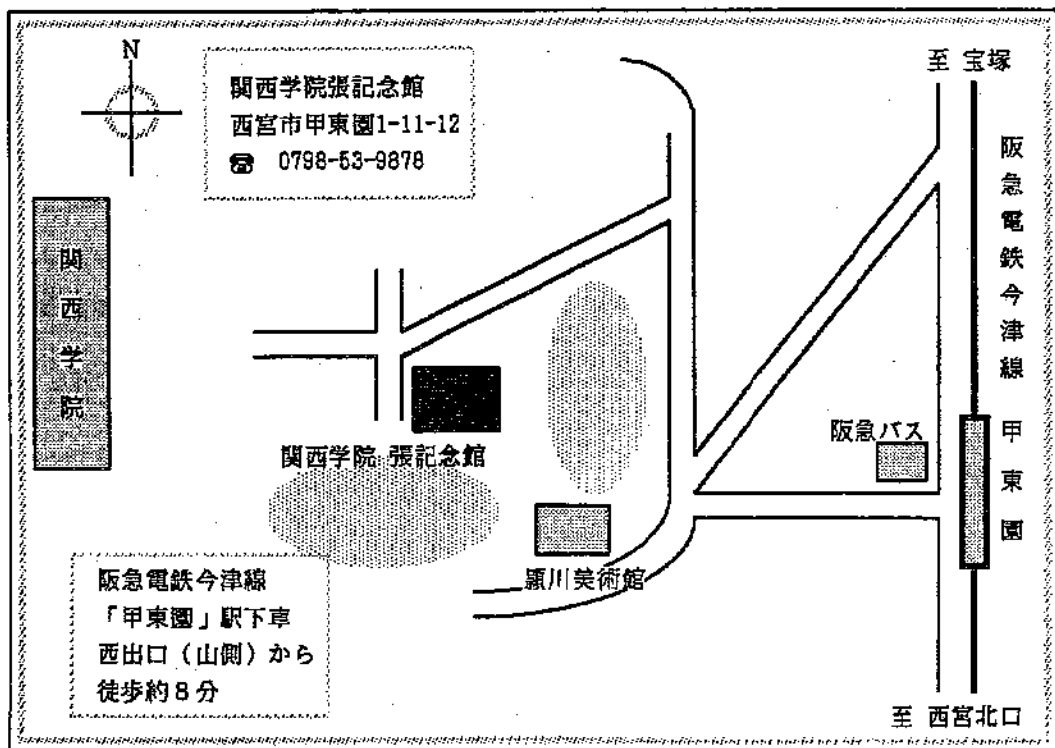 N
関西学院張記念館
西宮市甲東園1-11-12
☎ 0798-53-9878
至 宝塚
阪急電鉄今津線
関西学院
阪急バス
甲東園
関西学院 張記念館
頴川美術館
阪急電鉄今津線
「甲東園」駅下車
西出口（山側）から
徒歩約８分
至 西宮北口